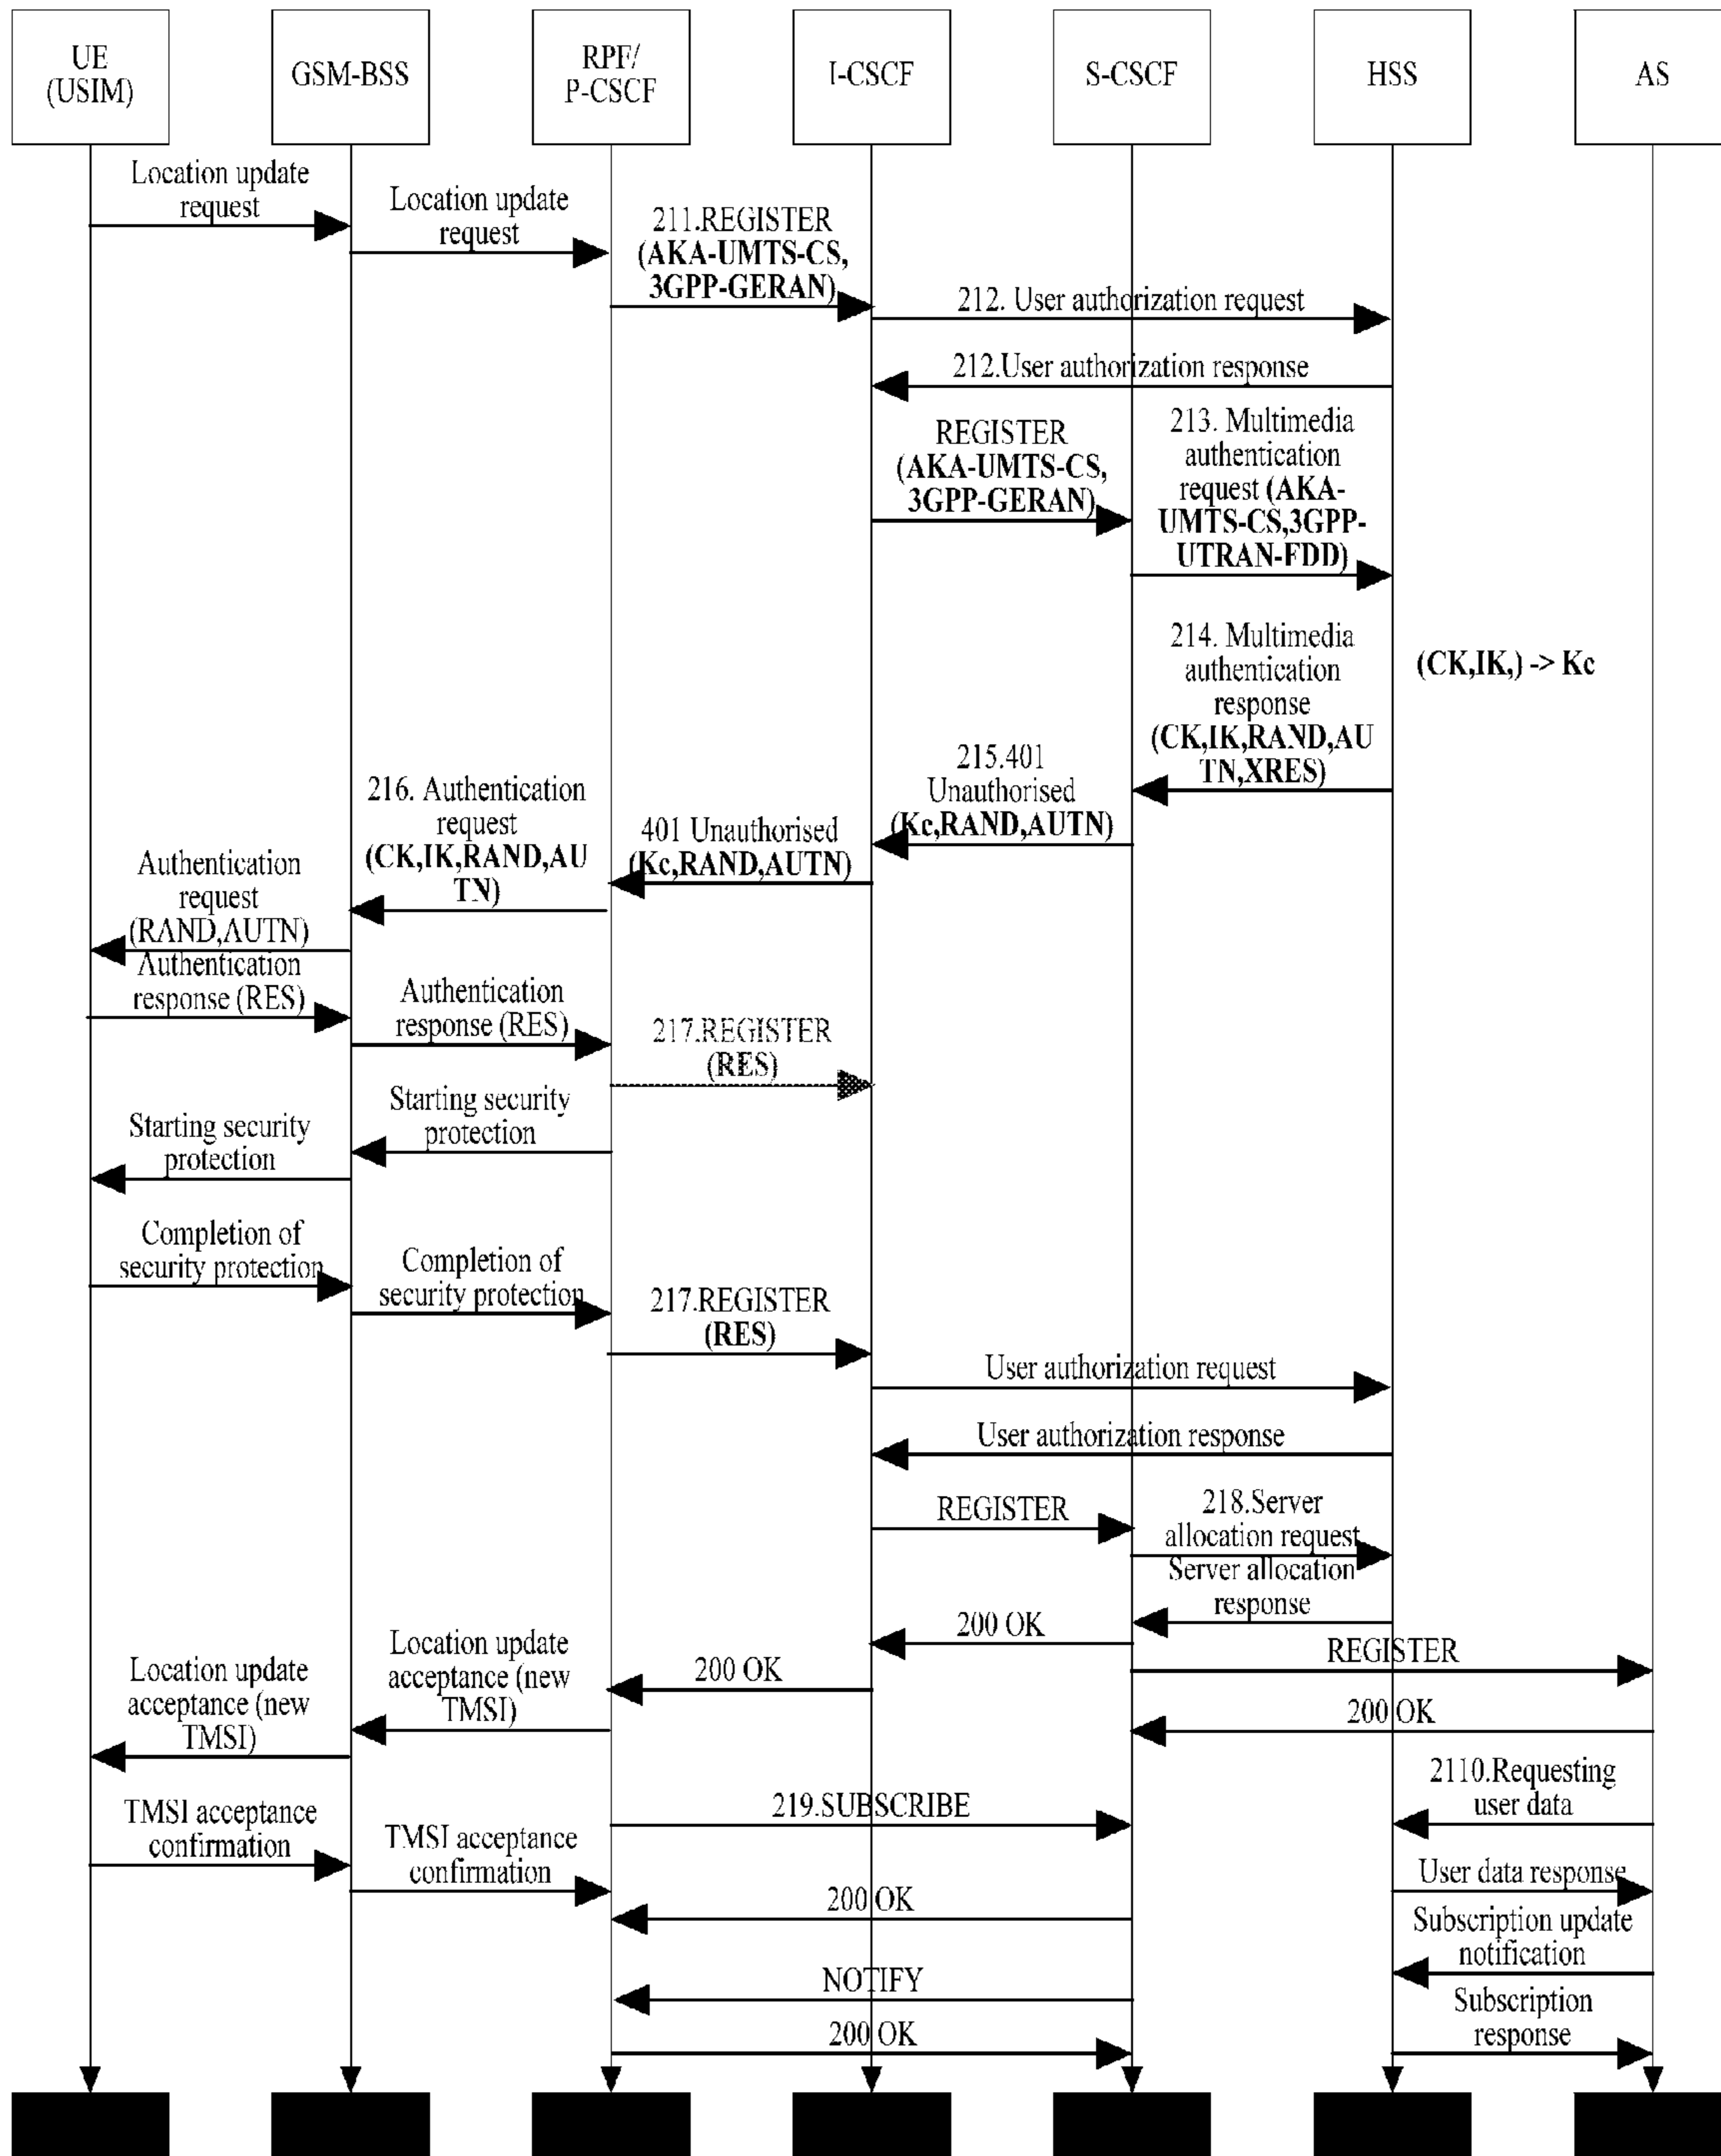 UE
(USIM)
GSM-BSS
RPF/
P-CSCF
I-CSCF
S-CSCF
HSS
AS
Location update
request
Location update
request
211.REGISTER
(AKA-UMTS-CS,
3GPP-GERAN)
212. User authorization request
212.User authorization response
REGISTER
(AKA-UMTS-CS,
3GPP-GERAN)
213. Multimedia
authentication
request (AKA-
UMTS-CS,3GPP-
UTRAN-FDD)
214. Multimedia
authentication
response
(CK,IK,RAND,AU
TN,XRES)
(CK,IK,) -> Kc
215.401
Unauthorised
(Kc,RAND,AUTN)
401 Unauthorised
(Kc,RAND,AUTN)
216. Authentication
request
(CK,IK,RAND,AU
TN)
Authentication
request
(RAND,AUTN)
Authentication
response (RES)
Authentication
response (RES)
217.REGISTER
(RES)
Starting security
protection
Starting security
protection
Completion of
security protection
Completion of
security protection
217.REGISTER
(RES)
User authorization request
User authorization response
REGISTER
218.Server
allocation request
Server allocation
response
200 OK
200 OK
Location update
acceptance (new
TMSI)
Location update
acceptance (new
TMSI)
REGISTER
200 OK
2110.Requesting
user data
219.SUBSCRIBE
TMSI acceptance
confirmation
TMSI acceptance
confirmation
User data response
200 OK
Subscription update
notification
NOTIFY
Subscription
response
200 OK